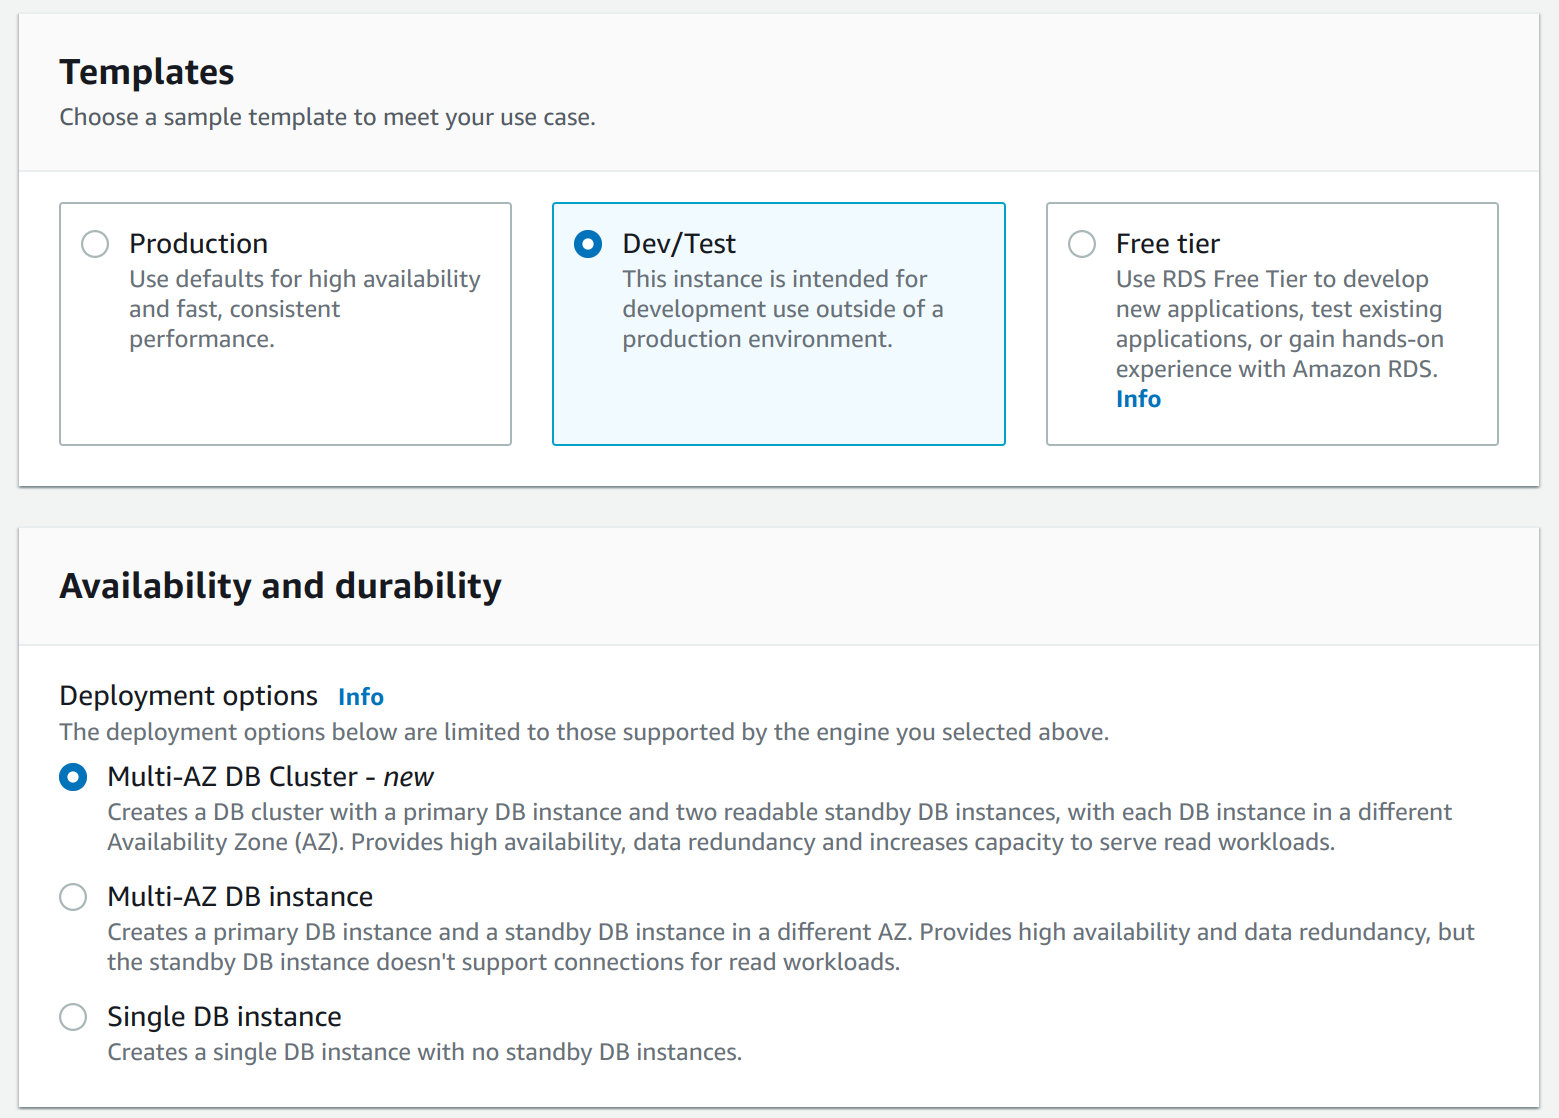 Templates
Choose a sample template to meet your use case.
Production
Use defaults for high availability
and fast, consistent
performance.
Dev/Test
This instance is intended for
development use outside of a
production environment.
Free tier
Use RDS Free Tier to develop
new applications, test existing
applications, or gain hands-on
experience with Amazon RDS.
Info
Availability and durability
Deployment options Info
The deployment options below are limited to those supported by the engine you selected above.
Multi-AZ DB Cluster - new
Creates a DB cluster with a primary DB instance and two readable standby DB instances, with each DB instance in a different
Availability Zone (AZ). Provides high availability, data redundancy and increases capacity to serve read workloads.
Multi-AZ DB instance
Creates a primary DB instance and a standby DB instance in a different AZ. Provides high availability and data redundancy, but
the standby DB instance doesn't support connections for read workloads.
Single DB instance
Creates a single DB instance with no standby DB instances.